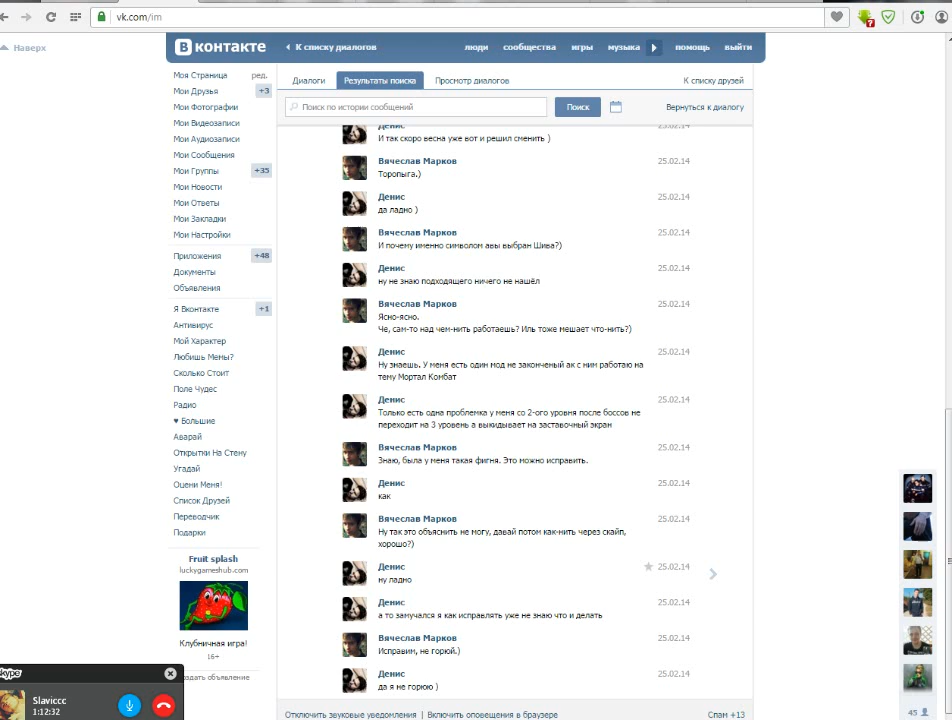 vk.com/im
7
Наверх
В контакте
К списку диалогов
люди
сообщества
игры
музыка
помощь
выйти
Моя Страница
ред.
Мои Друзья
+3
Мои Фотографии
Мои Видеозаписи
Мои Аудиозаписи
Мои Сообщения
Мои Группы
+35
Мои Новости
Мои Ответы
Мои Закладки
Мои Настройки
Приложения
+48
Документы
Объявления
Я Вконтакте
+1
Антивирус
Мой Характер
Любишь Мемы?
Сколько Стоит
Поле Чудес
Радио
♥ Большие
Аварай
Открытки На Стену
Угадай
Оцени Меня!
Список Друзей
Переводчик
Подарки
Fruit splash
luckygameshub.com
Клубничная игра!
16+
оздать объявление
Диалоги
Результаты поиска
Просмотр диалогов
К списку друзей
Поиск по истории сообщений
Поиск
Вернуться к диалогу
Денис
25.02.14
И так скоро весна уже вот и решил сменить )
Вячеслав Марков
25.02.14
Торопыга.)
Денис
25.02.14
да ладно )
Вячеслав Марков
25.02.14
И почему именно символом авы выбран Шива?)
Денис
25.02.14
ну не знаю подходящего ничего не нашёл
Вячеслав Марков
25.02.14
Ясно-ясно.
Че, сам-то над чем-нить работаешь? Иль тоже мешает что-нить?)
Денис
25.02.14
Ну знаешь. У меня есть один мод не законченый ак с ним работаю на
тему Мортал Комбат
Денис
25.02.14
Только есть одна проблемка у меня со 2-ого уровня после боссов не
переходит на 3 уровень а выкидывает на заставочный экран
Вячеслав Марков
25.02.14
Знаю, была у меня такая фигня. Это можно исправить.
Денис
25.02.14
как
Вячеслав Марков
25.02.14
Ну так это объяснить не могу, давай потом как-нить через скайп,
хорошо?)
Денис
25.02.14
ну ладно
Денис
25.02.14
а то замучался я как исправлять уже не знаю что и делать
Вячеслав Марков
25.02.14
Исправим, не горюй.)
Денис
25.02.14
да я не горюю )
Отключить звуковые уведомления | Включить оповещения в браузере
Спам +13
45
skype
Slaviccc
1:12:32